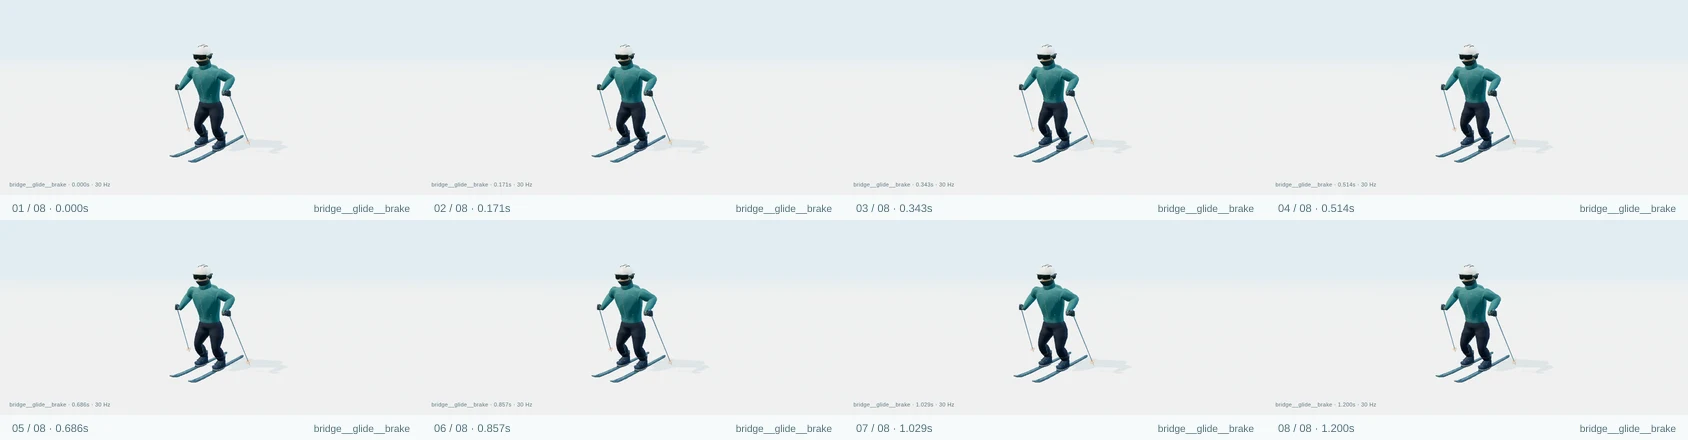 bridge__glide__brake · 0.000s · 30 Hz
01 / 08 · 0.000s bridge__glide__brake
bridge__glide__brake · 0.171s · 30 Hz
02 / 08 · 0.171s bridge__glide__brake
bridge__glide__brake · 0.343s · 30 Hz
03 / 08 · 0.343s bridge__glide__brake
bridge__glide__brake · 0.514s · 30 Hz
04 / 08 · 0.514s bridge__glide__brake
bridge__glide__brake · 0.686s · 30 Hz
05 / 08 · 0.686s bridge__glide__brake
bridge__glide__brake · 0.857s · 30 Hz
06 / 08 · 0.857s bridge__glide__brake
bridge__glide__brake · 1.029s · 30 Hz
07 / 08 · 1.029s bridge__glide__brake
bridge__glide__brake · 1.200s · 30 Hz
08 / 08 · 1.200s bridge__glide__brake